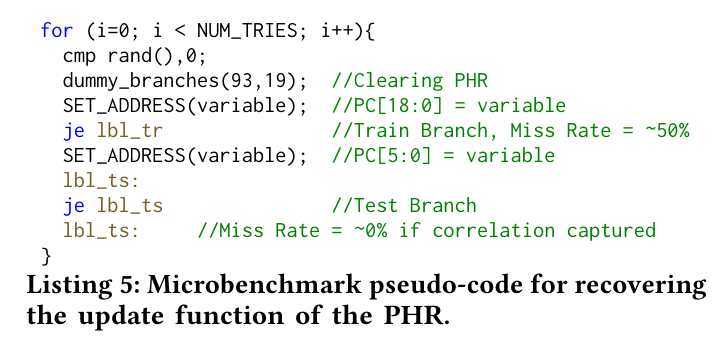 for (i=0; i < NUM_TRIES; i++){
cmp rand(),0;
dummy_branches(93,19); //Clearing PHR
SET_ADDRESS(variable); //PC[18:0] = variable
je lbl_tr //Train Branch, Miss Rate = ~50%
SET_ADDRESS(variable); //PC[5:0] = variable
lbl_ts:
je lbl_ts //Test Branch
lbl_ts: //Miss Rate = ~0% if correlation captured
}
Listing 5: Microbenchmark pseudo-code for recovering
the update function of the PHR.